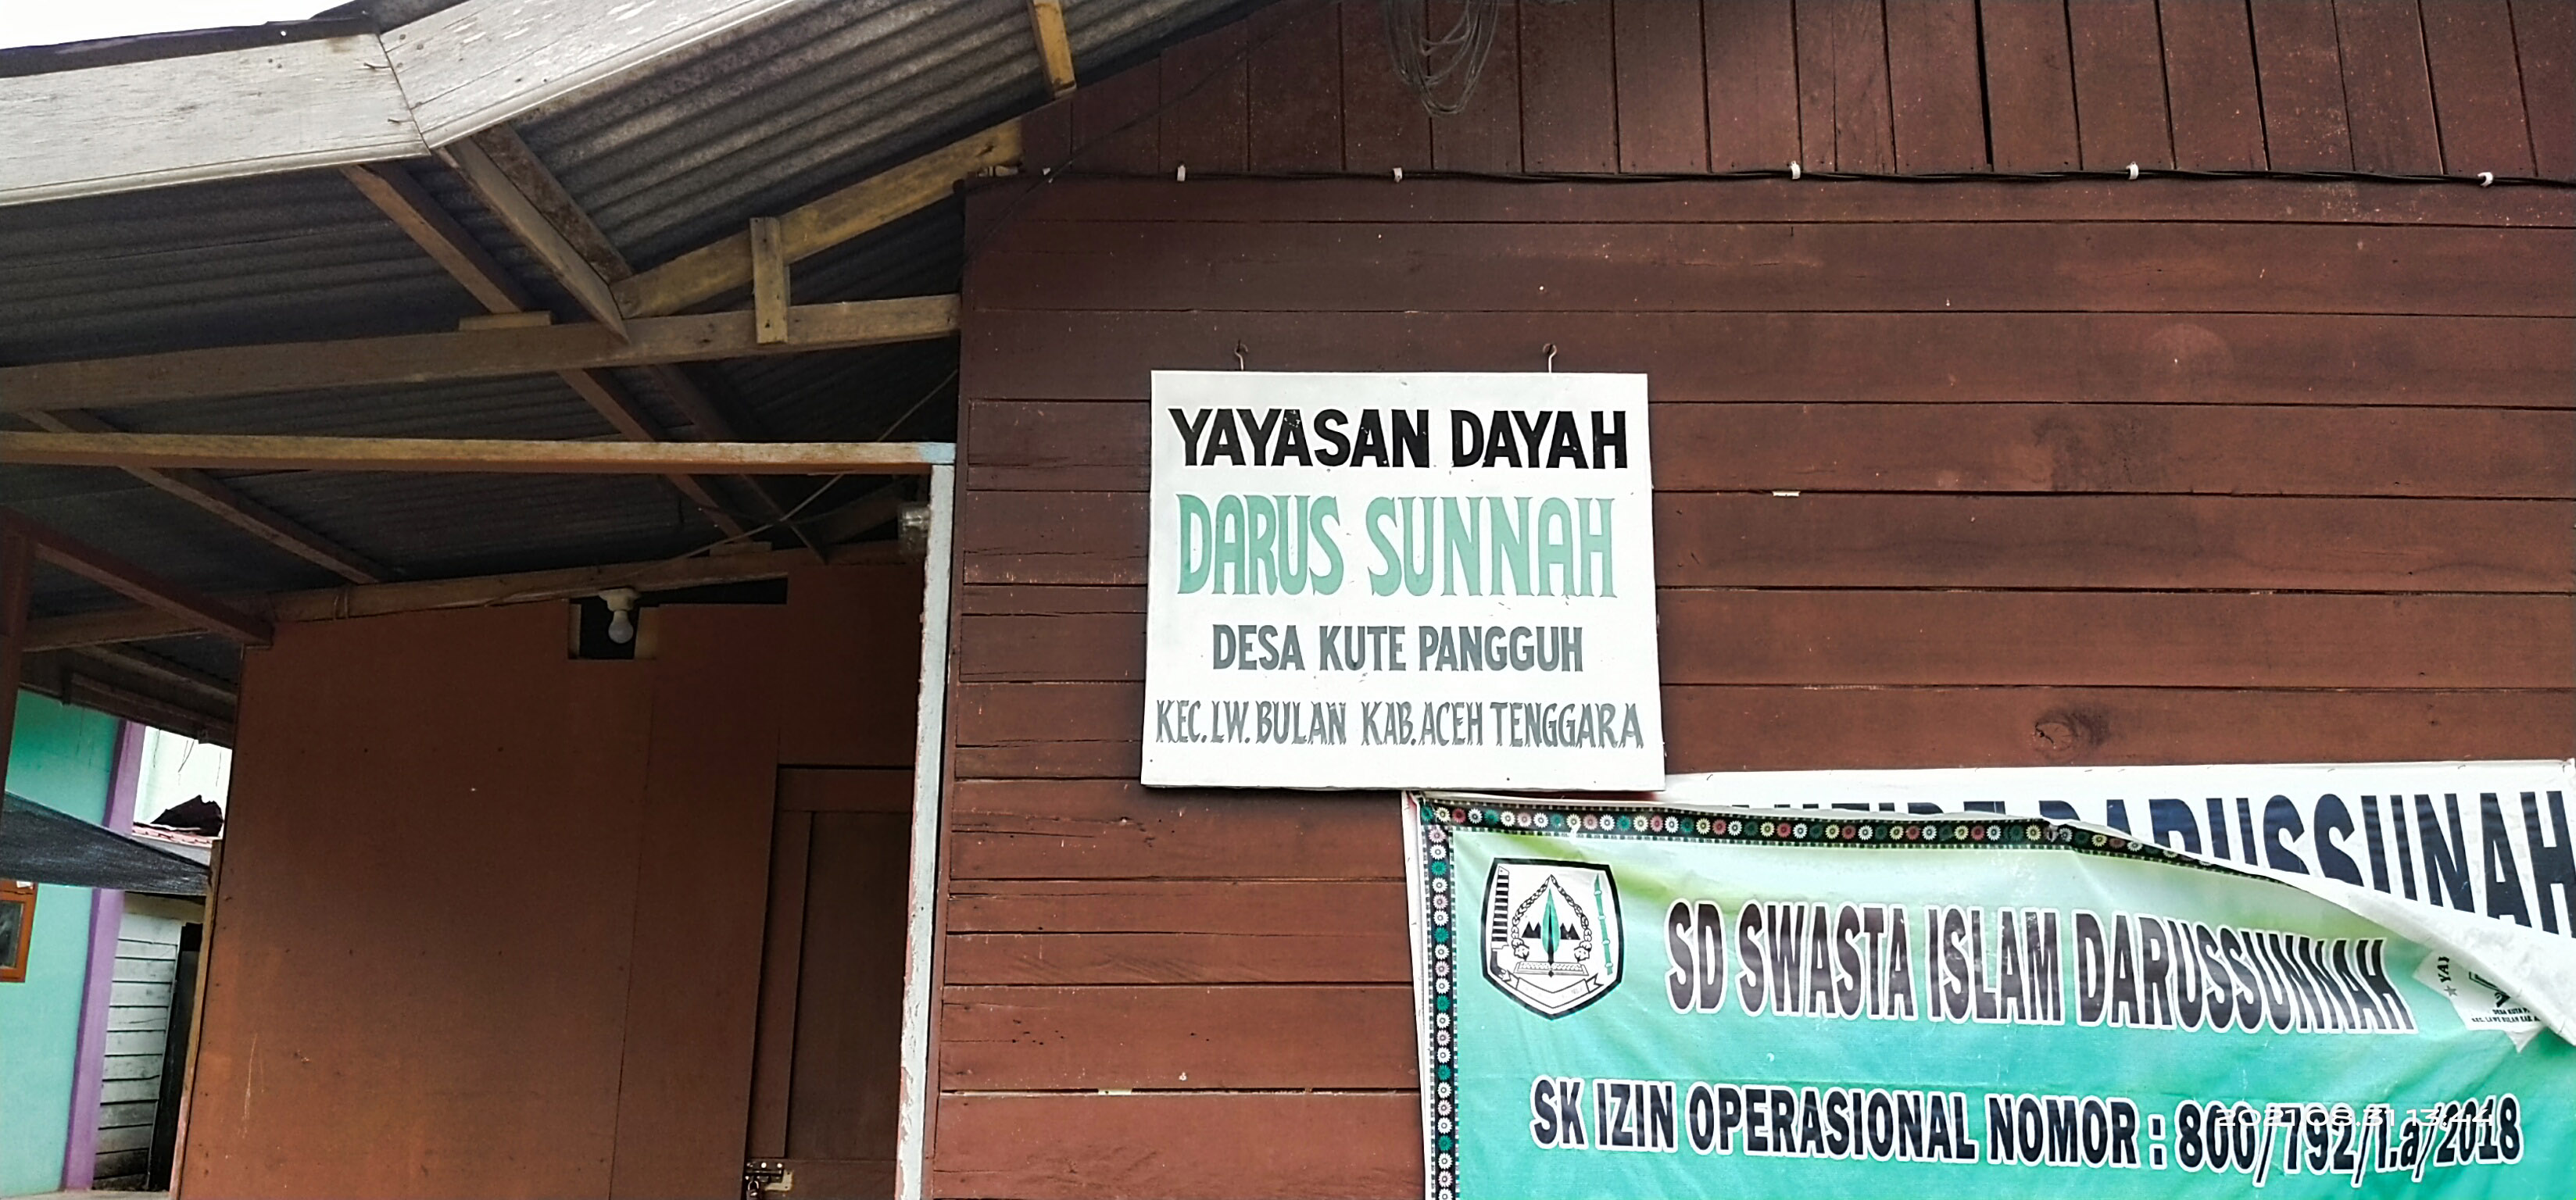 YAYASAN DAYAH
DARUS SUNNAH
DESA KUTE PANGGUH
KEC. LW. BULAN KAB. ACEH TENGGARA
DARUSSUNAH
SD SWASTA ISLAM DARUSSUNNAH
SK IZIN OPERASIONAL NOMOR : 800/792/I.a/2018